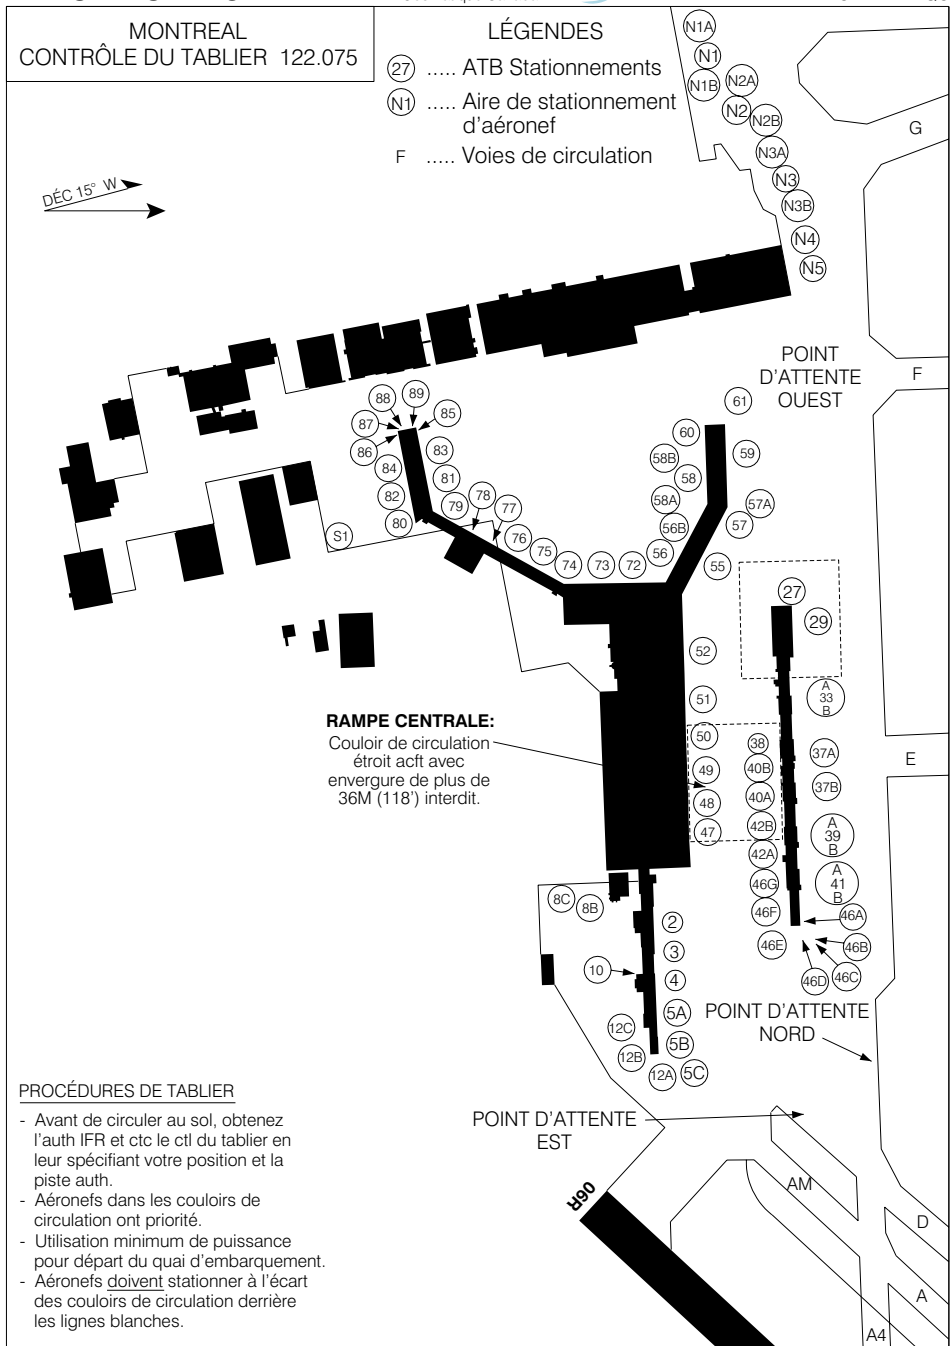 MONTREAL
CONTRÔLE DU TABLIER 122.075
LÉGENDES
27 ..... ATB Stationnements
N1 ..... Aire de stationnement
d'aéronef
F ..... Voies de circulation
DÉC 15° W
N1A
N1
N1B
N2A
N2
N2B
N3A
N3
N3B
N4
N5
G
POINT
D'ATTENTE
OUEST
F
61
60
59
58B
58
58A
57A
57
56B
56
55
89
88
87
85
86
83
84
81
82
79
78
77
80
76
75
74
73
72
S1
27
29
52
51
A
33
B
RAMPE CENTRALE:
Couloir de circulation
étroit acft avec
envergure de plus de
36M (118') interdit.
50
49
48
47
38
40B
40A
42B
42A
46G
46F
46E
37A
37B
E
A
39
B
A
41
B
46A
46B
46C
46D
8C
8B
2
3
10
4
5A
12C
5B
12B
12A
5C
POINT D'ATTENTE
NORD
POINT D'ATTENTE
EST
06R
AM
D
A
A4
PROCÉDURES DE TABLIER
- Avant de circuler au sol, obtenez
l'auth IFR et ctc le ctl du tablier en
leur spécifiant votre position et la
piste auth.
- Aéronefs dans les couloirs de
circulation ont priorité.
- Utilisation minimum de puissance
pour départ du quai d'embarquement.
- Aéronefs doivent stationner à l'écart
des couloirs de circulation derrière
les lignes blanches.